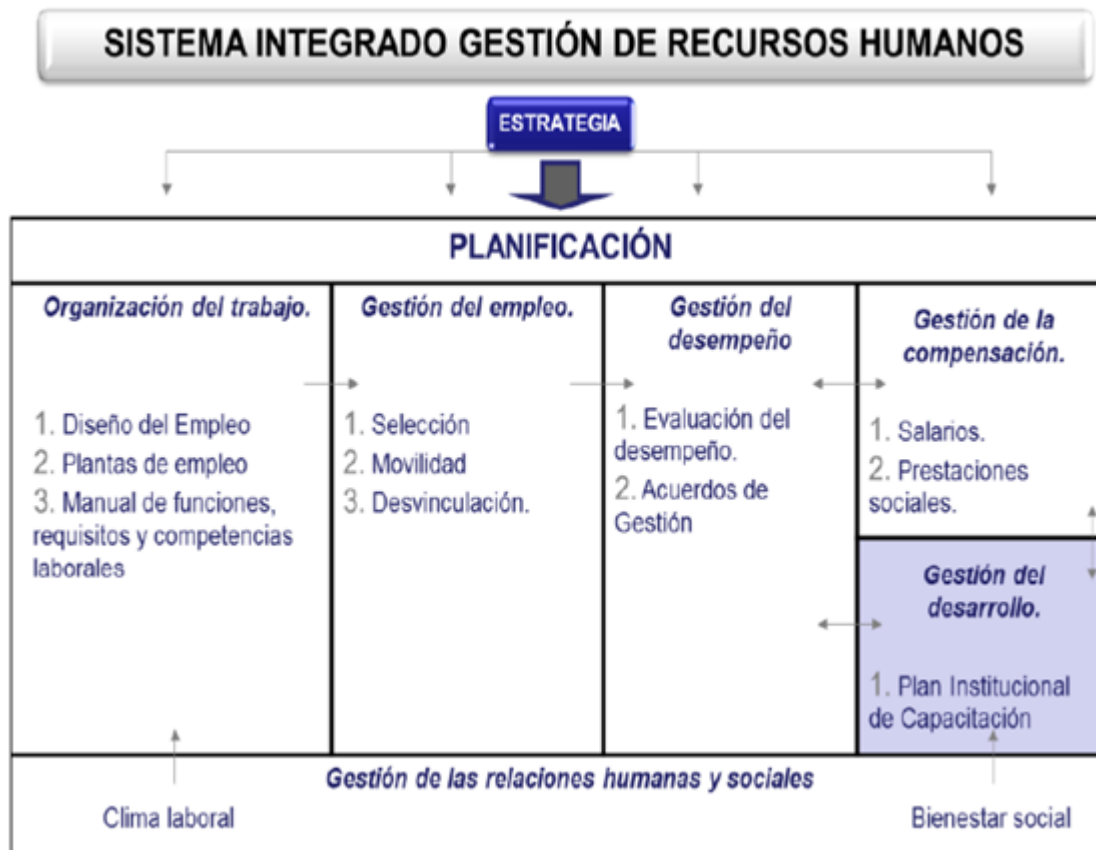 SISTEMA INTEGRADO GESTIÓN DE RECURSOS HUMANOS
ESTRATEGIA
PLANIFICACIÓN
Organización del trabajo.
1. Diseño del Empleo
2. Plantas de empleo
3. Manual de funciones,
requisitos y competencias
laborales
Gestión del empleo.
1. Selección
2. Movilidad
3. Desvinculación.
Gestión del
desempeño
1. Evaluación del
desempeño.
2. Acuerdos de
Gestión
Gestión de la
compensación.
1. Salarios.
2. Prestaciones
sociales.
Gestión del
desarrollo.
1. Plan Institucional
de Capacitación
Gestión de las relaciones humanas y sociales
Clima laboral
Bienestar social